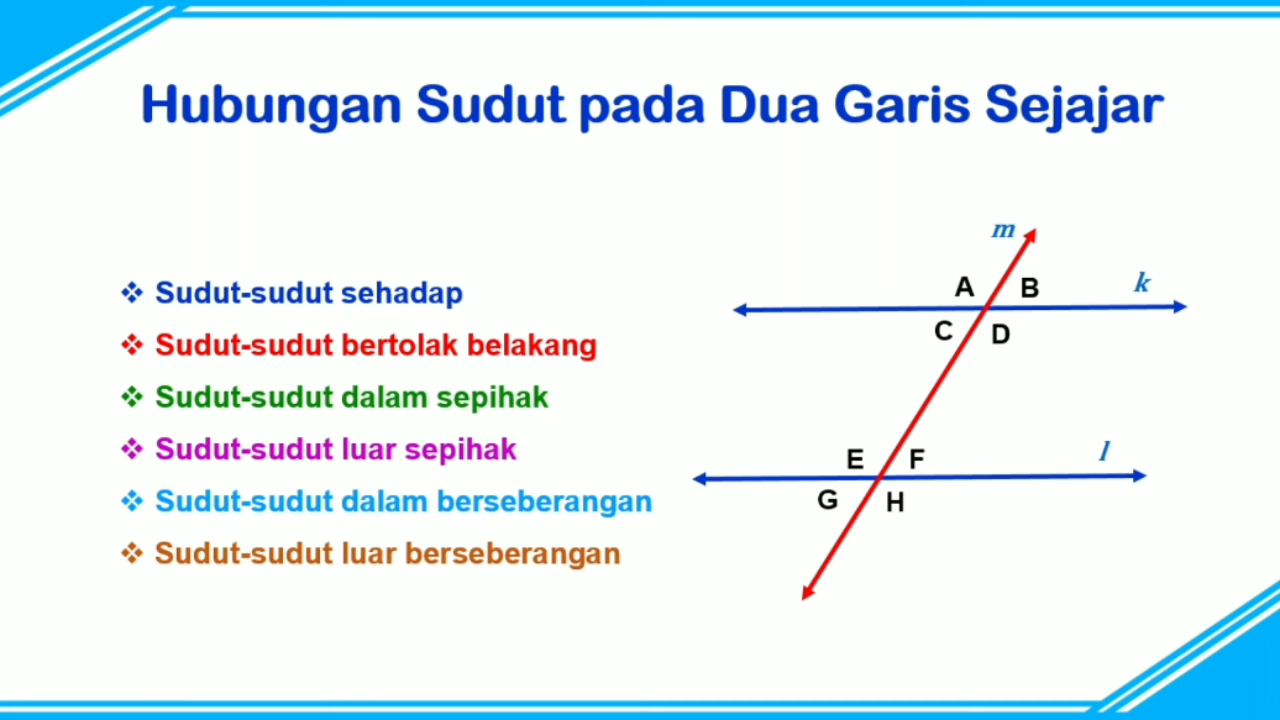 Hubungan Sudut pada Dua Garis Sejajar
Sudut-sudut sehadap
Sudut-sudut bertolak belakang
Sudut-sudut dalam sepihak
Sudut-sudut luar sepihak
Sudut-sudut dalam berseberangan
Sudut-sudut luar berseberangan
m
A B k
C D
E F l
G H